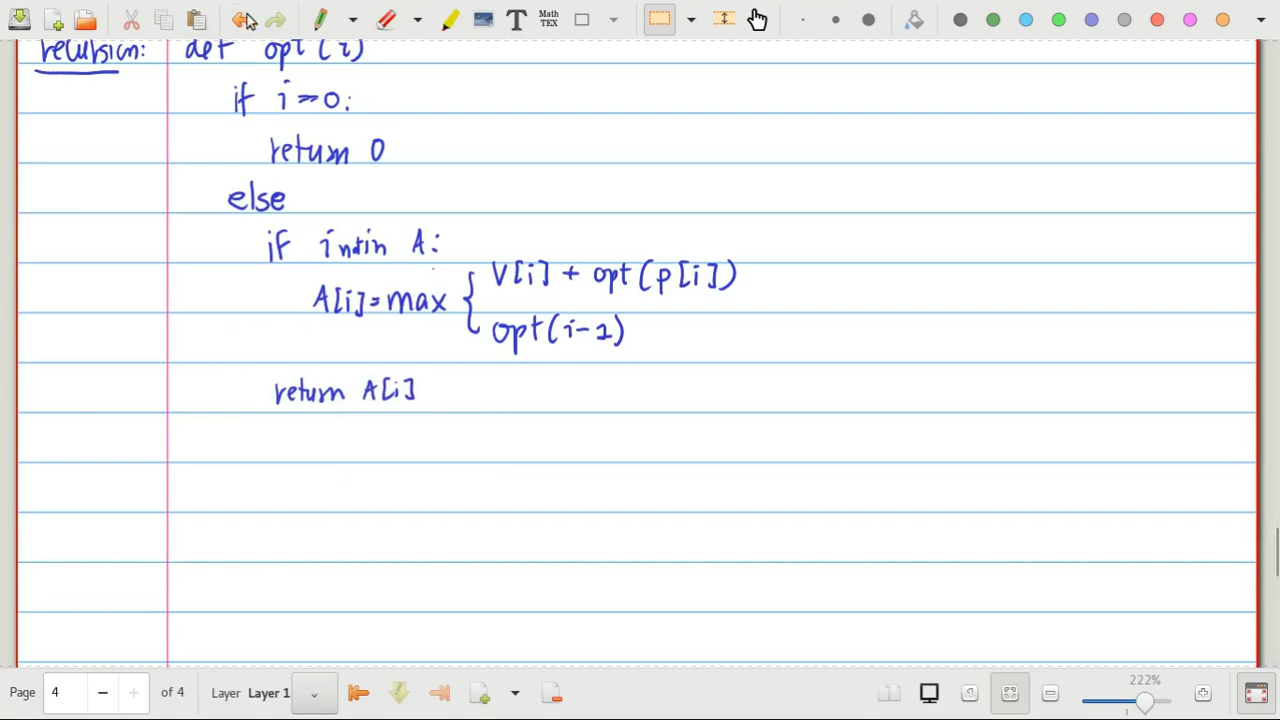 Math
TEX
recursion: def opt(i)
if i=0:
return 0
else
if i not in A:
A[i]=max { V[i] + opt(p[i])
opt(i-1)
return A[i]
Page 4 of 4 Layer Layer 1 222%